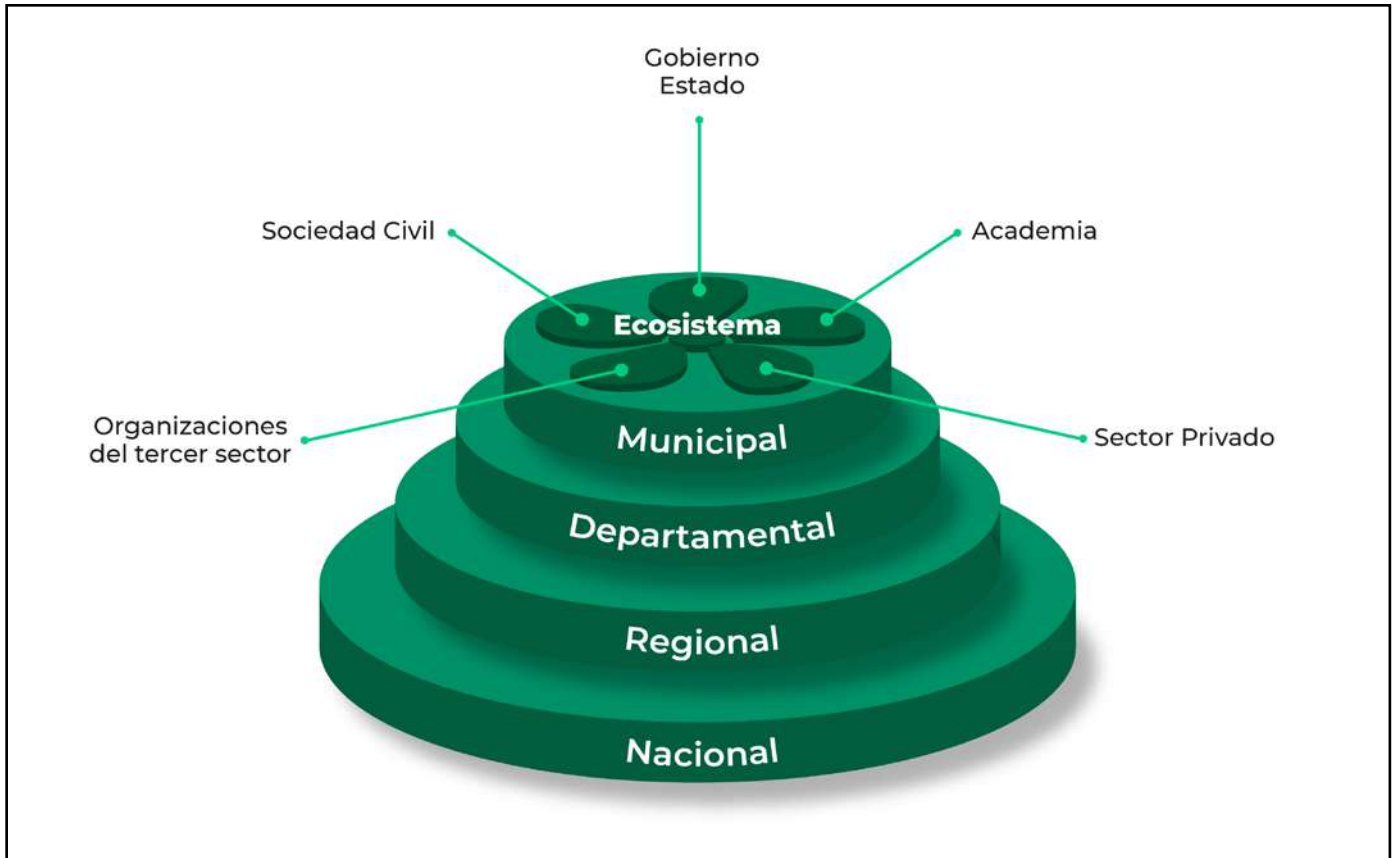 Gobierno
Estado
Sociedad Civil
Academia
Ecosistema
Organizaciones
del tercer sector
Sector Privado
Municipal
Departamental
Regional
Nacional